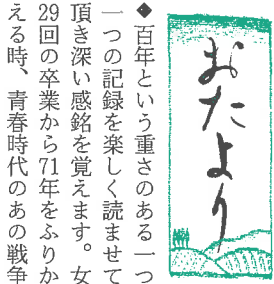 おたより
◆百年という重さのある一つ
一つの記録を楽しく読ませて
頂き深い感銘を覚えます。女
29回の卒業から71年をふりか
える時、青春時代のあの戦争